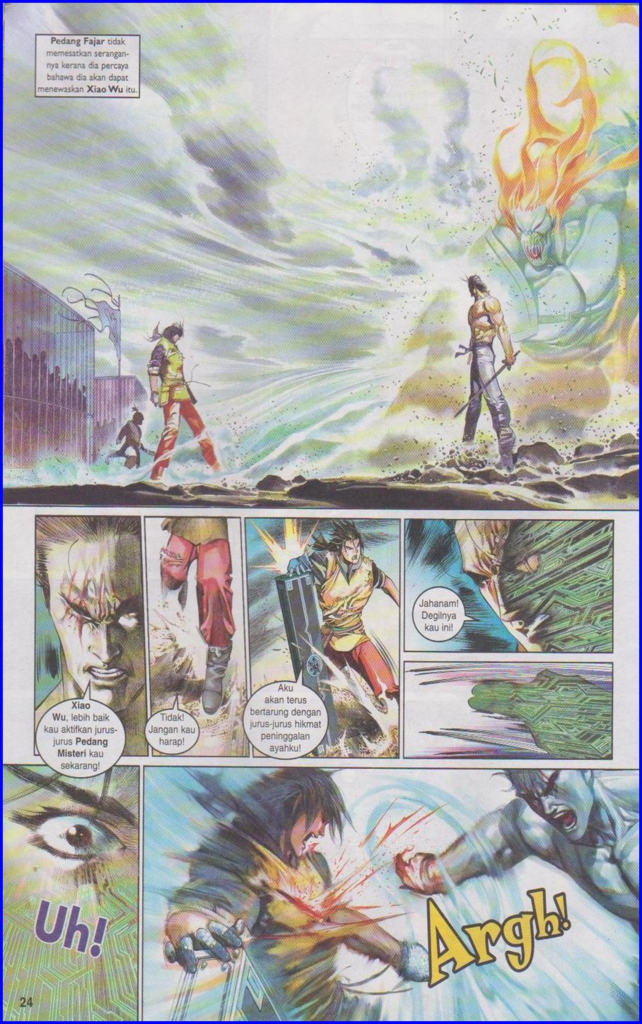 Pedang Fajar tidak
memesatkan serangan-
nya kerana dia percaya
bahawa dia akan dapat
menewaskan Xiao Wu itu.
Xiao
Wu, lebih baik
kau aktifkan jurus-
jurus Pedang
Misteri kau
sekarang!
Tidak!
Jangan kau
harap!
Aku
akan terus
bertarung dengan
jurus-jurus hikmat
peninggalan
ayahku!
Jahanam!
Degilnya
kau ini!
Uh!
Argh!
24